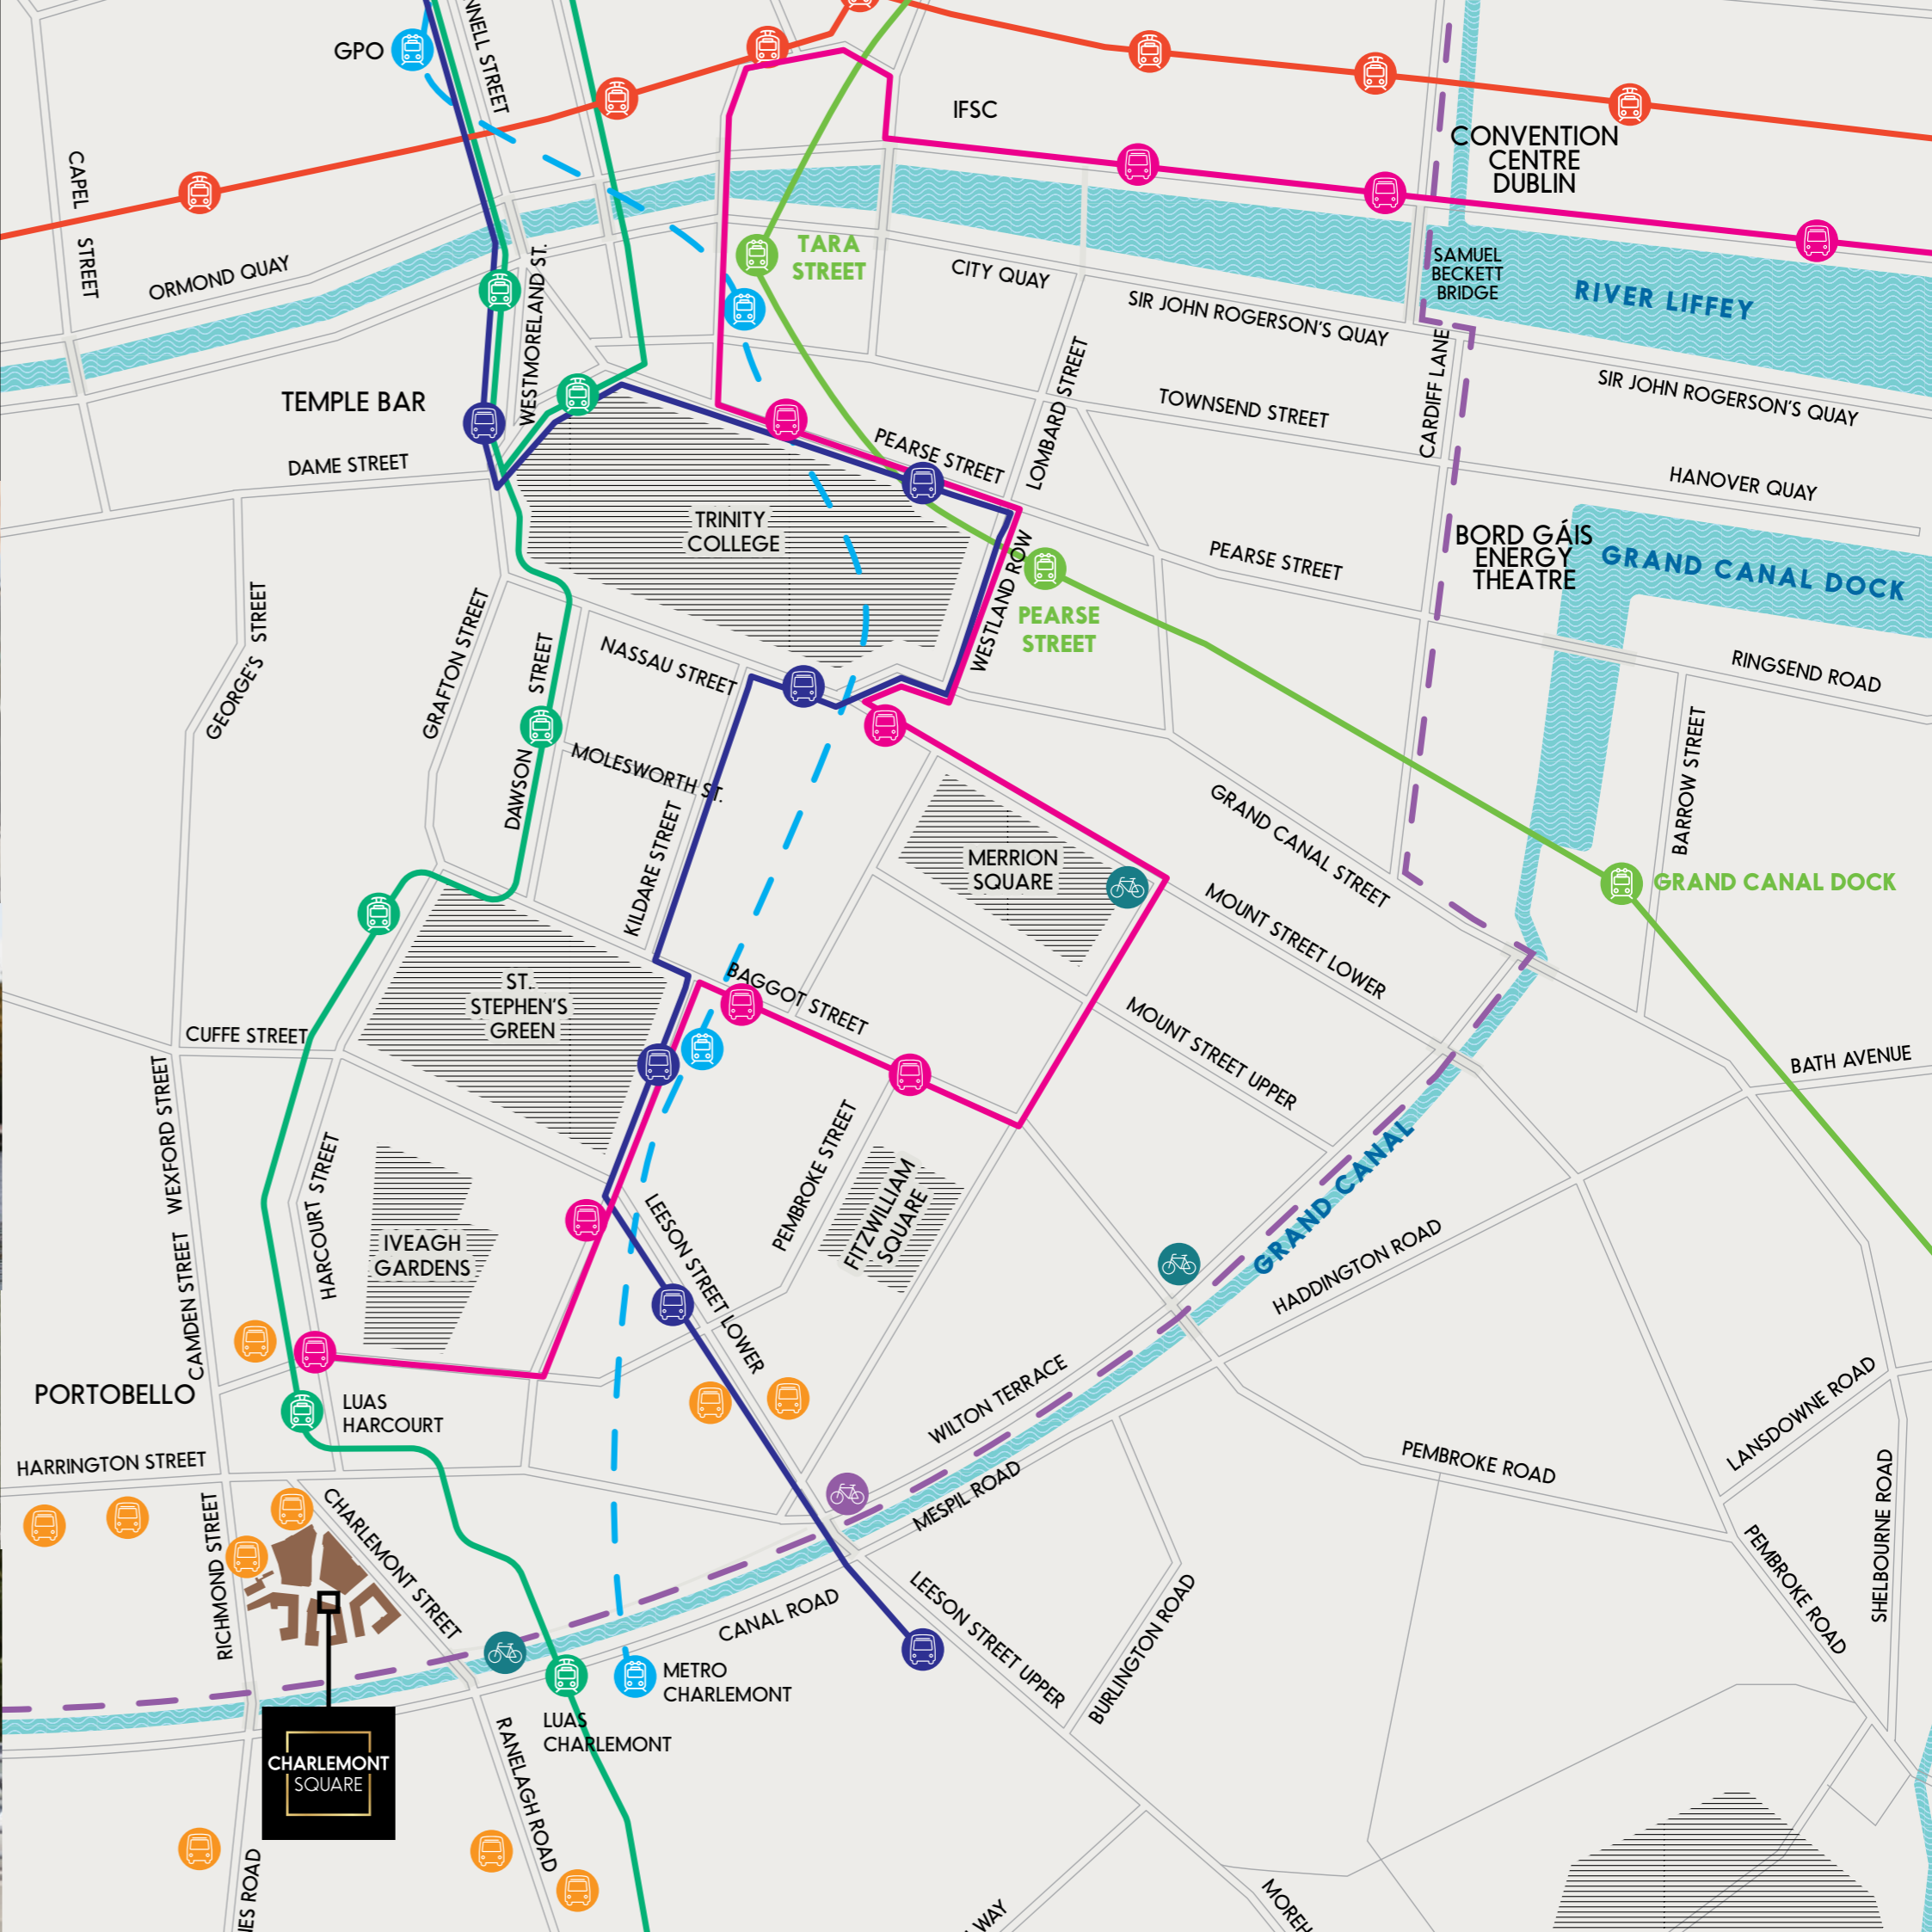 GPO
NNELL STREET
IFSC
CONVENTION
CENTRE
DUBLIN
CAPEL
STREET
ORMOND QUAY
WESTMORELAND ST.
TARA
STREET
CITY QUAY
SIR JOHN ROGERSON'S QUAY
SAMUEL
BECKETT
BRIDGE
RIVER LIFFEY
SIR JOHN ROGERSON'S QUAY
TEMPLE BAR
DAME STREET
PEARSE STREET
LOMBARD STREET
TOWNSEND STREET
CARDIFF LANE
HANOVER QUAY
TRINITY
COLLEGE
WESTLAND ROW
PEARSE STREET
BORD GÁIS
ENERGY
THEATRE
GRAND CANAL DOCK
PEARSE
STREET
GEORGE'S STREET
GRAFTON STREET
DAWSON STREET
NASSAU STREET
MOLESWORTH ST.
KILDARE STREET
RINGSEND ROAD
BARROW STREET
GRAND CANAL STREET
MERRION
SQUARE
GRAND CANAL DOCK
MOUNT STREET LOWER
MOUNT STREET UPPER
BAGGOT STREET
ST.
STEPHEN'S
GREEN
CUFFE STREET
BATH AVENUE
WEXFORD STREET
CAMDEN STREET
HARCOURT STREET
IVEAGH
GARDENS
LEESON STREET LOWER
PEMBROKE STREET
FITZWILLIAM
SQUARE
GRAND CANAL
HADDINGTON ROAD
PORTOBELLO
LUAS
HARCOURT
WILTON TERRACE
MESPIL ROAD
PEMBROKE ROAD
LANSDOWNE ROAD
SHELBOURNE ROAD
PEMBROKE ROAD
HARRINGTON STREET
RICHMOND STREET
CHARLEMONT STREET
CANAL ROAD
LEESON STREET UPPER
BURLINGTON ROAD
METRO
CHARLEMONT
LUAS
CHARLEMONT
CHARLEMONT
SQUARE
RANELAGH ROAD
NES ROAD
WAY
MOREH